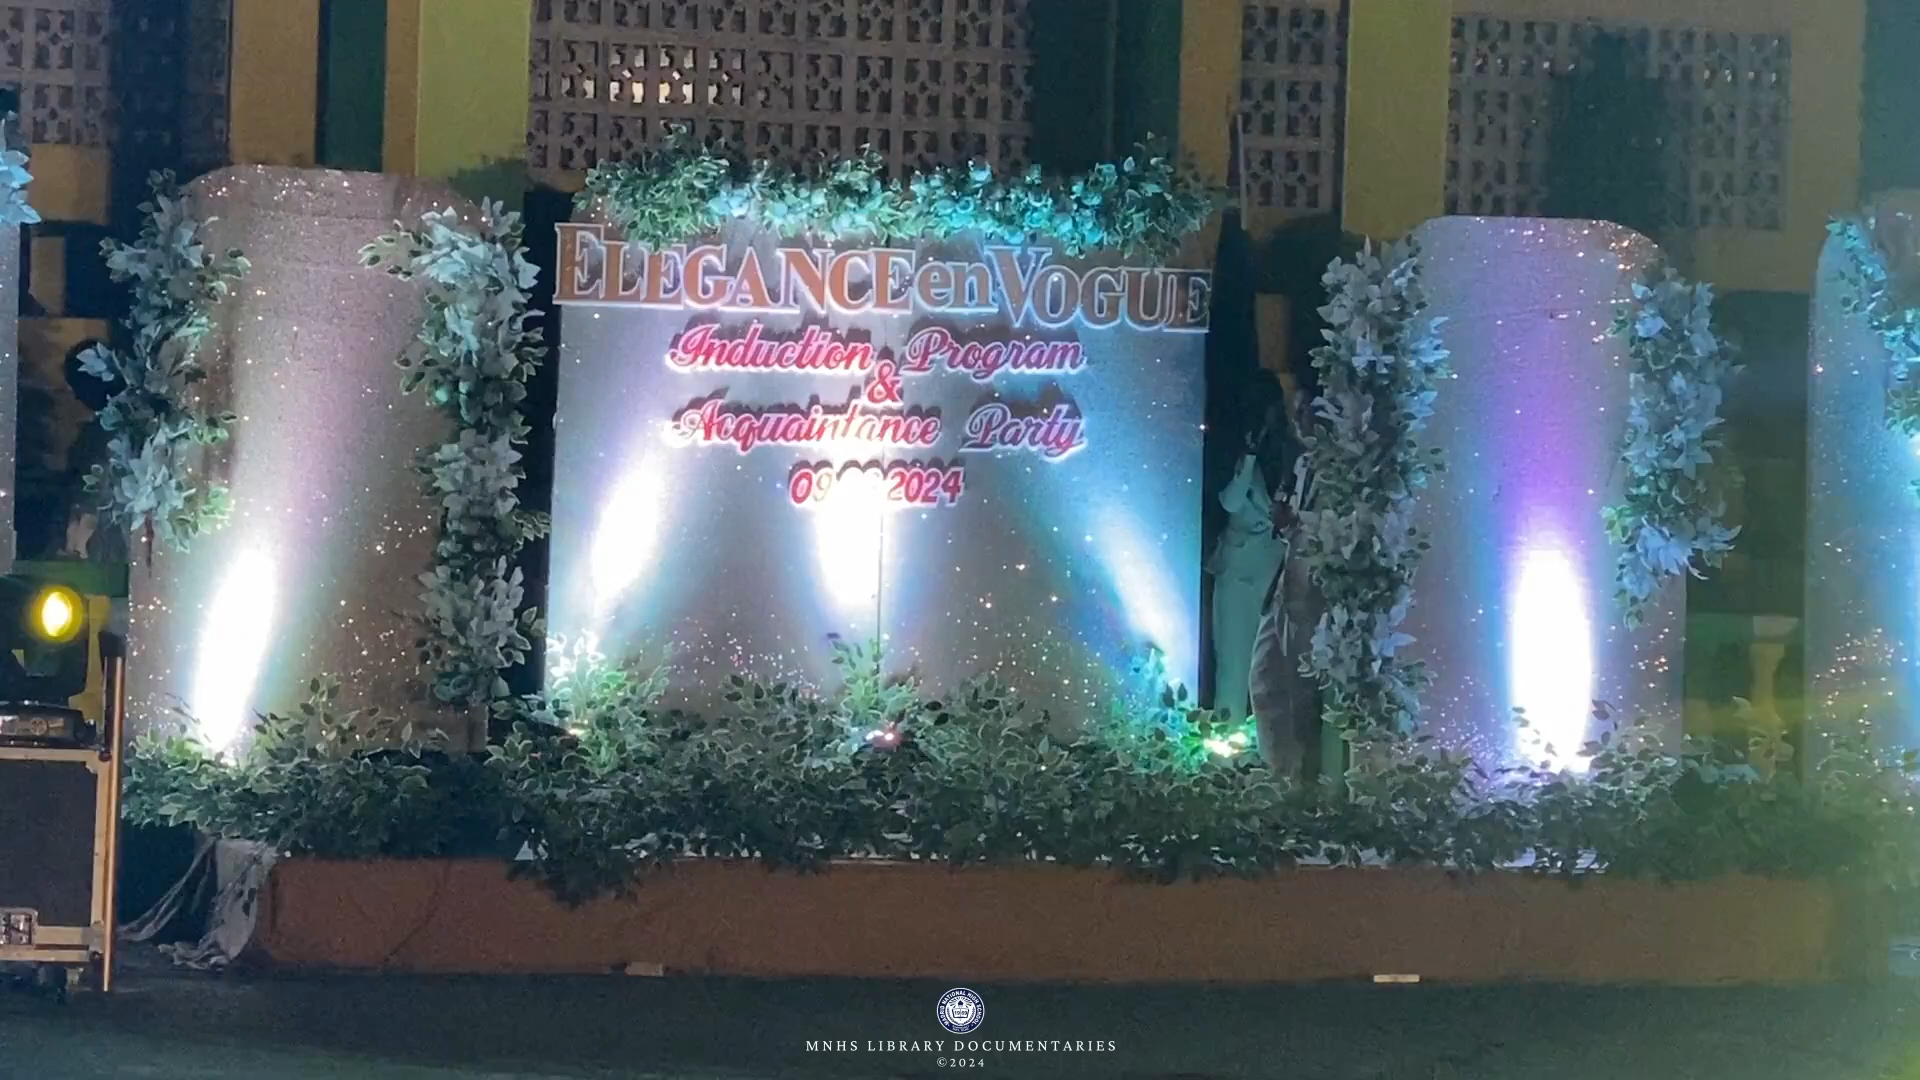 ELEGANCE en VOGUE
Induction Program
&
Acquaintance Party
2024
MNHS LIBRARY DOCUMENTARIES
©2024